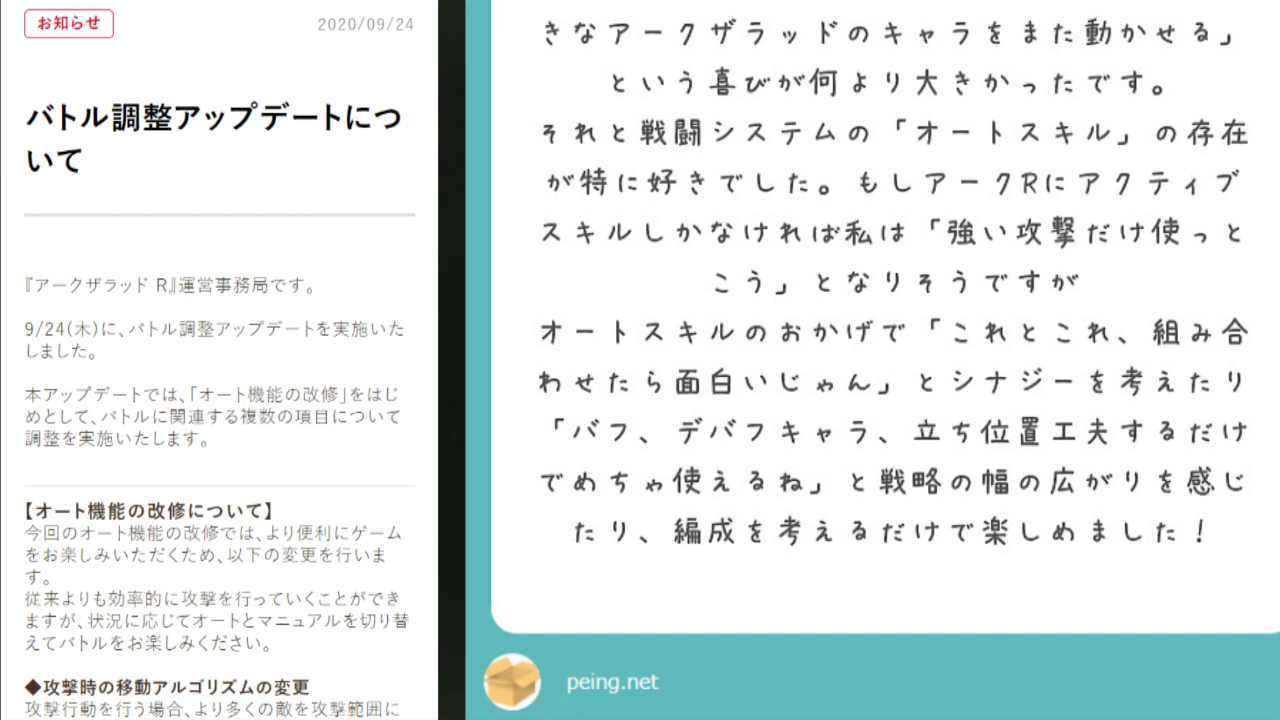 お知らせ
2020/09/24
バトル調整アップデートにつ
いて
『アークザラッド R』運営事務局です。
9/24(木)に、バトル調整アップデートを実施いた
しました。
本アップデートでは、「オート機能の改修」をはじ
めとして、バトルに関連する複数の項目について
調整を実施いたします。
【オート機能の改修について】
今回のオート機能の改修では、より便利にゲーム
をお楽しみいただくため、以下の変更を行いま
す。
従来よりも効率的に攻撃を行っていくことができ
ますが、状況に応じてオートとマニュアルを切り替
えてバトルをお楽しみください。
◆攻撃時の移動アルゴリズムの変更
攻撃行動を行う場合、より多くの敵を攻撃範囲に
きなアークザラッドのキャラをまた動かせる」
という喜びが何より大きかったです。
それと戦闘システムの「オートスキル」の存在
が特に好きでした。もしアークRにアクティブ
スキルしかなければ私は「強い攻撃だけ使っと
こう」となりそうですが
オートスキルのおかげで「これとこれ、組み合
わせたら面白いじゃん」とシナジーを考えたり
「バフ、デバフキャラ、立ち位置工夫するだけ
でめちゃ使えるね」と戦略の幅の広がりを感じ
たり、編成を考えるだけで楽しめました!
peing.net